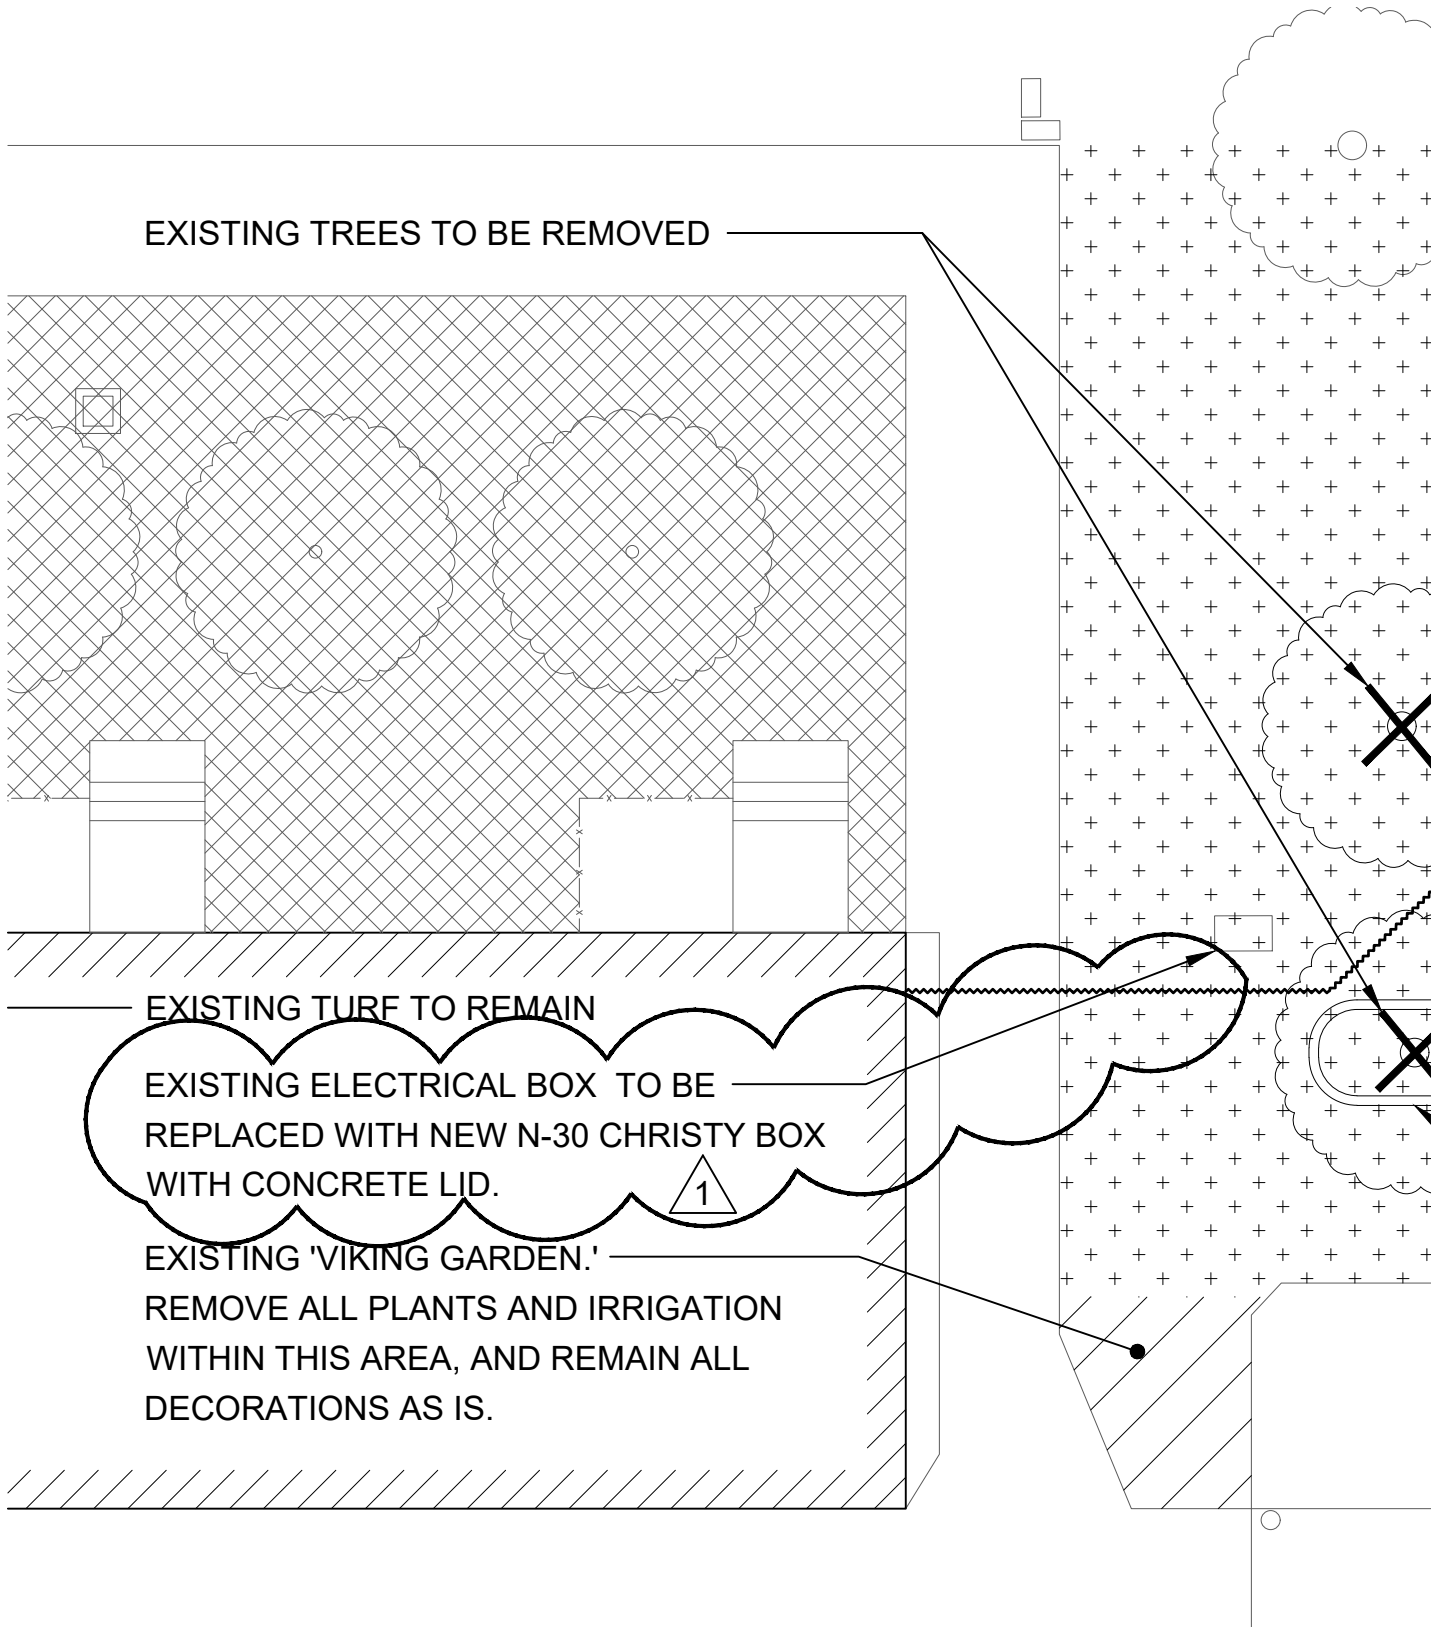 EXISTING TREES TO BE REMOVED
EXISTING TURF TO REMAIN
EXISTING ELECTRICAL BOX  TO BE
REPLACED WITH NEW N-30 CHRISTY BOX
WITH CONCRETE LID.
1
EXISTING 'VIKING GARDEN.'
REMOVE ALL PLANTS AND IRRIGATION
WITHIN THIS AREA, AND REMAIN ALL
DECORATIONS AS IS.